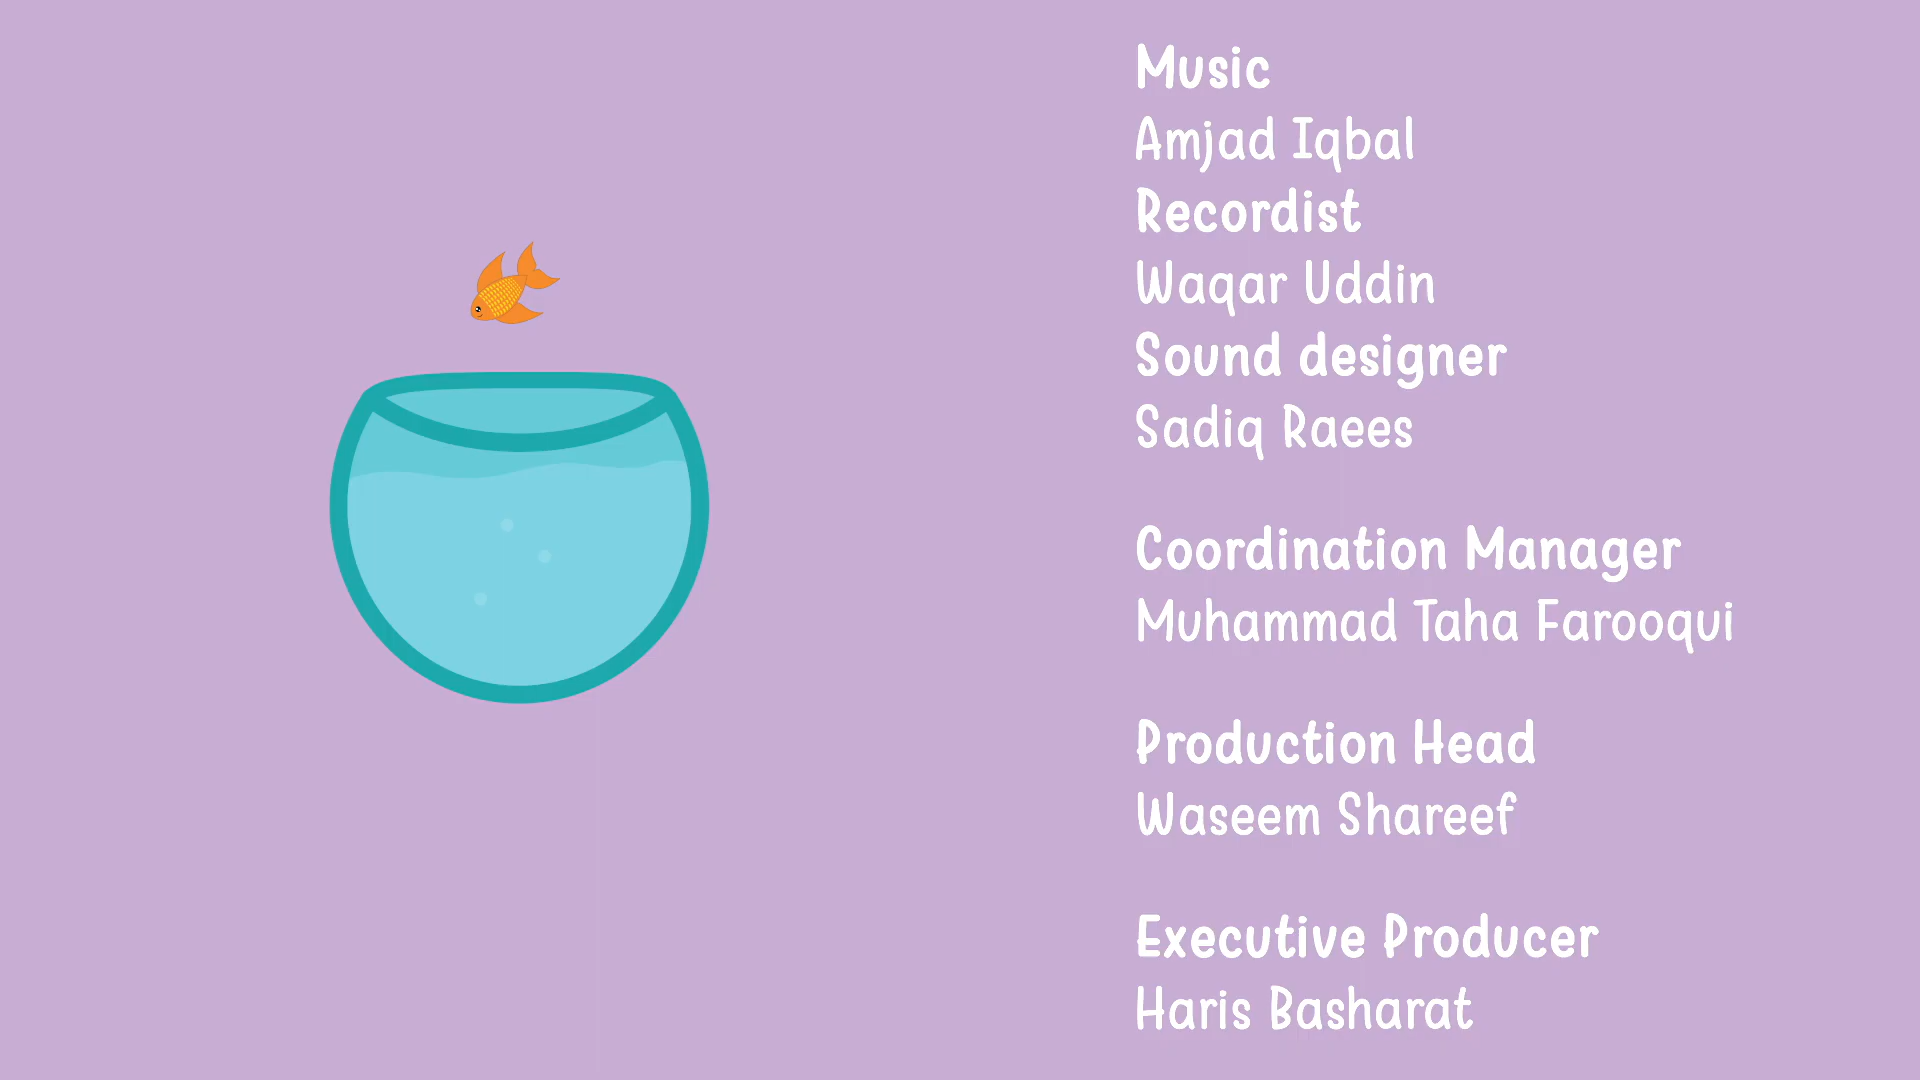 Music
Amjad Iqbal
Recordist
Waqar Uddin
Sound designer
Sadiq Raees
Coordination Manager
Muhammad Taha Farooqui
Production Head
Waseem Shareef
Executive Producer
Haris Basharat